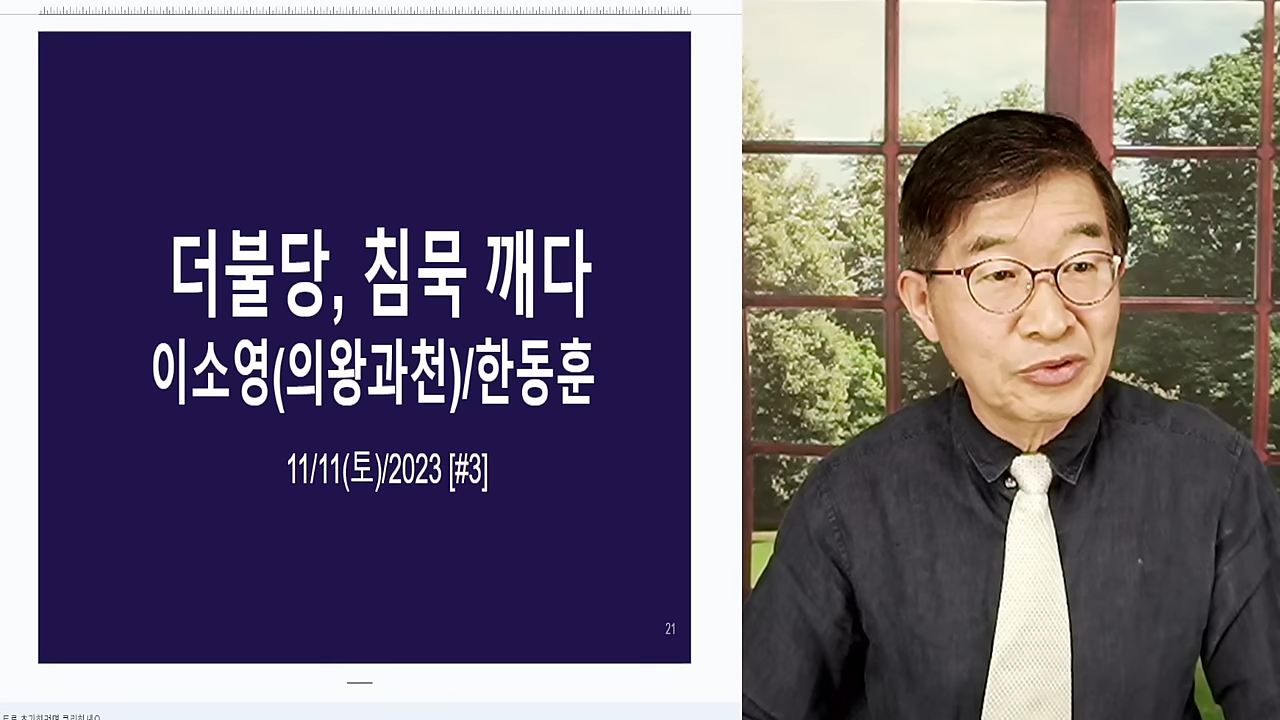 더불당, 침묵 깨다
이소영(의왕과천)/한동훈
11/11(토)/2023 [#3]
21